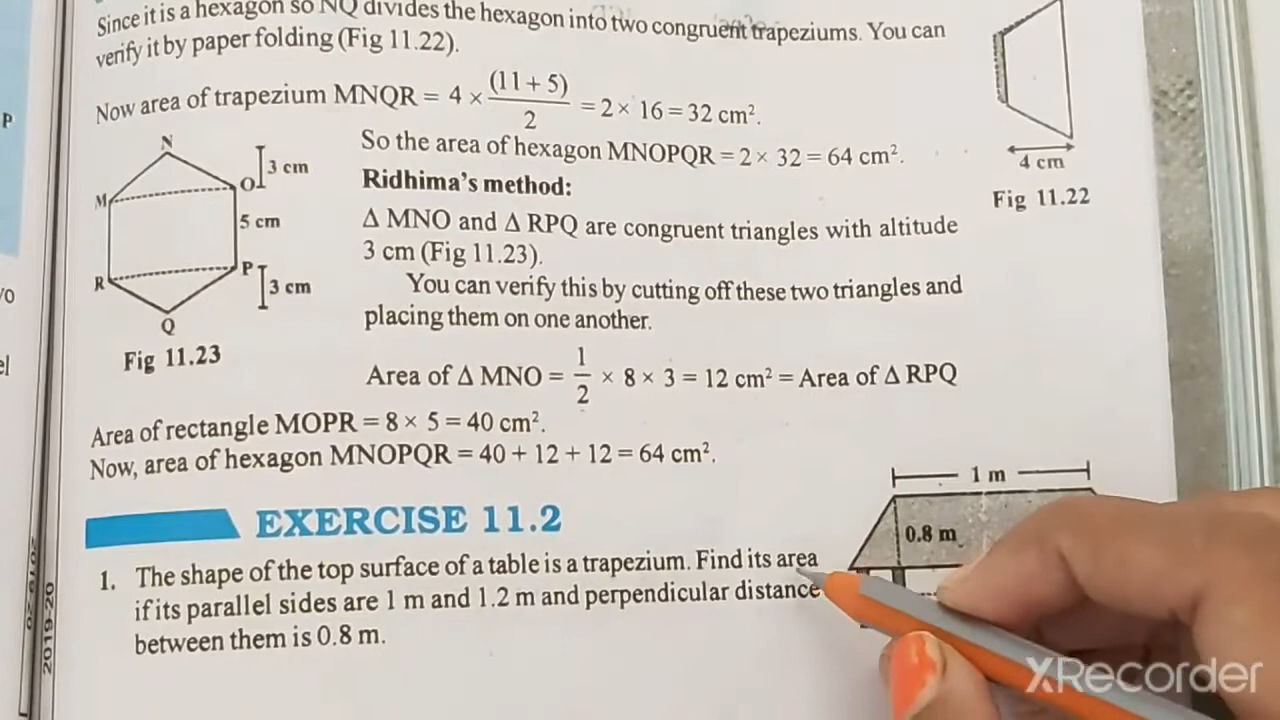 Since it is a hexagon so NQ divides the hexagon into two congruent trapeziums. You can
verify it by paper folding (Fig 11.22).
Now area of trapezium MNQR = 4 × (11 + 5)/2 = 2 × 16 = 32 cm².
So the area of hexagon MNOPQR = 2 × 32 = 64 cm².
4 cm
Fig 11.22
Ridhima's method:
Δ MNO and Δ RPQ are congruent triangles with altitude
3 cm (Fig 11.23).
You can verify this by cutting off these two triangles and
placing them on one another.
N
M
O
3 cm
5 cm
R
P
3 cm
Q
Fig 11.23
Area of Δ MNO = 1/2 × 8 × 3 = 12 cm² = Area of Δ RPQ
Area of rectangle MOPR = 8 × 5 = 40 cm².
Now, area of hexagon MNOPQR = 40 + 12 + 12 = 64 cm².
EXERCISE 11.2
1. The shape of the top surface of a table is a trapezium. Find its area
if its parallel sides are 1 m and 1.2 m and perpendicular distance
between them is 0.8 m.
1 m
0.8 m
P
2019-20
XRecorder